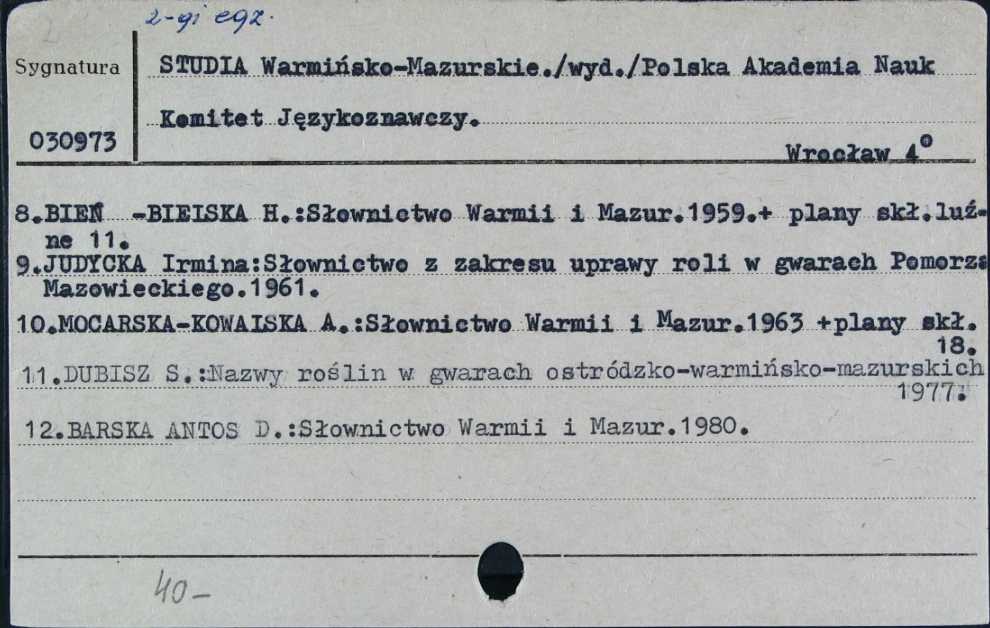 2-gi egz.
Sygnatura
STUDIA Warmińsko-Mazurskie./wyd./Polska Akademia Nauk
Komitet Językoznawczy.
030973
Wrocław 4°
8.BIEŃ -BIEISKA H.:Słownictwo Warmii i Mazur.1959.+ plany skł.luź-
ne 11.
9.JUDYCKA Irmina:Słownictwo z zakresu uprawy roli w gwarach Pomorza
Mazowieckiego.1961.
10.MOCARSKA-KOWAISKA A.:Słownictwo Warmii i Mazur.1963 +plany skł.
18.
11.DUBISZ S.:Nazwy roślin w gwarach ostródzko-warmińsko-mazurskich
1977.
12.BARSKA ANTOS D.:Słownictwo Warmii i Mazur.1980.
40-